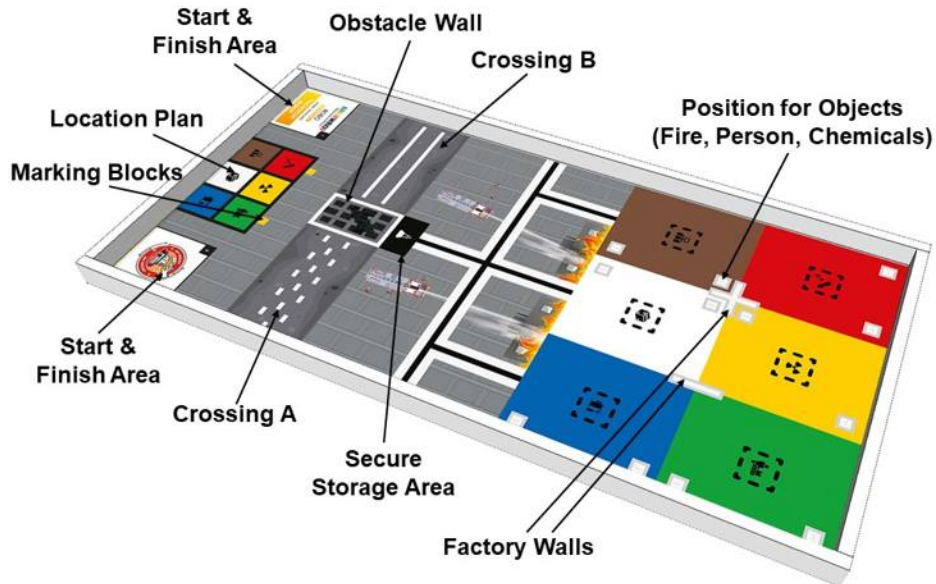 Start &
Finish Area
Obstacle Wall
Crossing B
Location Plan
Position for Objects
(Fire, Person, Chemicals)
Marking Blocks
Start &
Finish Area
Crossing A
Secure
Storage Area
Factory Walls